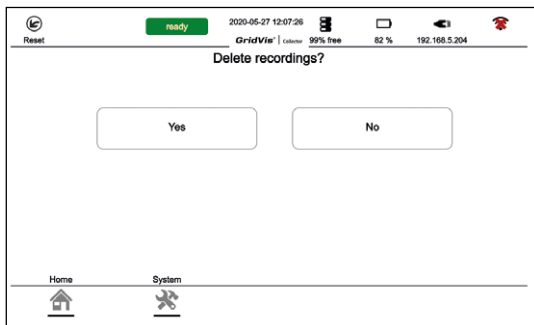 ready
2020-05-27 12:07:26
Reset
GridVis® | Collector
99% free
82 %
192.168.5.204
Delete recordings?
Yes
No
Home
System